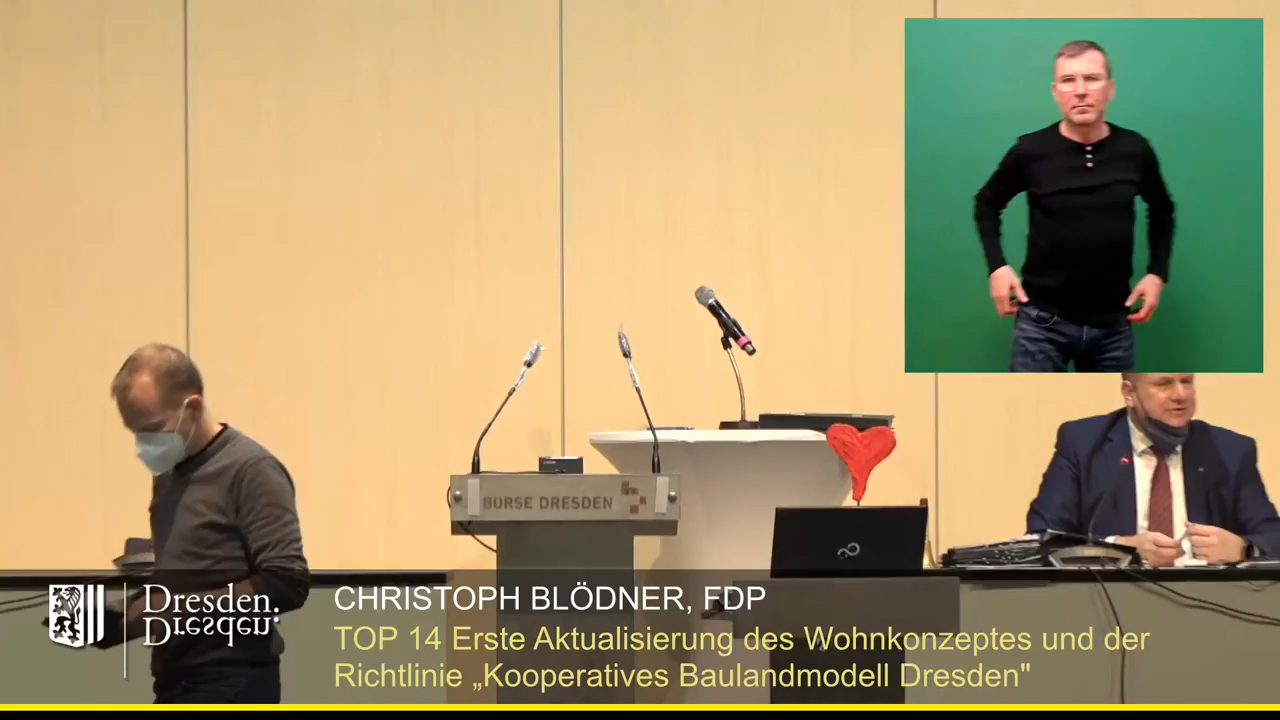 BÖRSE DRESDEN
Dresden.
Dresden.
CHRISTOPH BLÖDNER, FDP
TOP 14 Erste Aktualisierung des Wohnkonzeptes und der
Richtlinie „Kooperatives Baulandmodell Dresden"